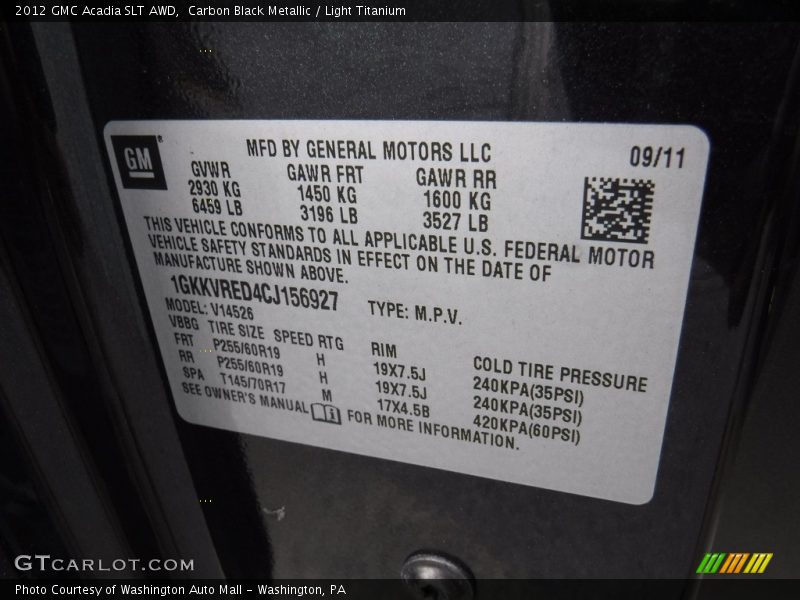 2012 GMC Acadia SLT AWD,  Carbon Black Metallic / Light Titanium
GM
MFD BY GENERAL MOTORS LLC
09/11
GVWR GAWR FRT GAWR RR
2930 KG 1450 KG 1600 KG
6459 LB 3196 LB 3527 LB
THIS VEHICLE CONFORMS TO ALL APPLICABLE U.S. FEDERAL MOTOR
VEHICLE SAFETY STANDARDS IN EFFECT ON THE DATE OF
MANUFACTURE SHOWN ABOVE.
1GKKVRED4CJ156927 TYPE: M.P.V.
MODEL: V14526
VBBG TIRE SIZE SPEED RTG RIM COLD TIRE PRESSURE
FRT P255/60R19 H 19X7.5J 240KPA(35PSI)
RR P255/60R19 H 19X7.5J 240KPA(35PSI)
SPA T145/70R17 M 17X4.5B 420KPA(60PSI)
SEE OWNER'S MANUAL FOR MORE INFORMATION.
GTCARLOT.COM
Photo Courtesy of Washington Auto Mall - Washington, PA